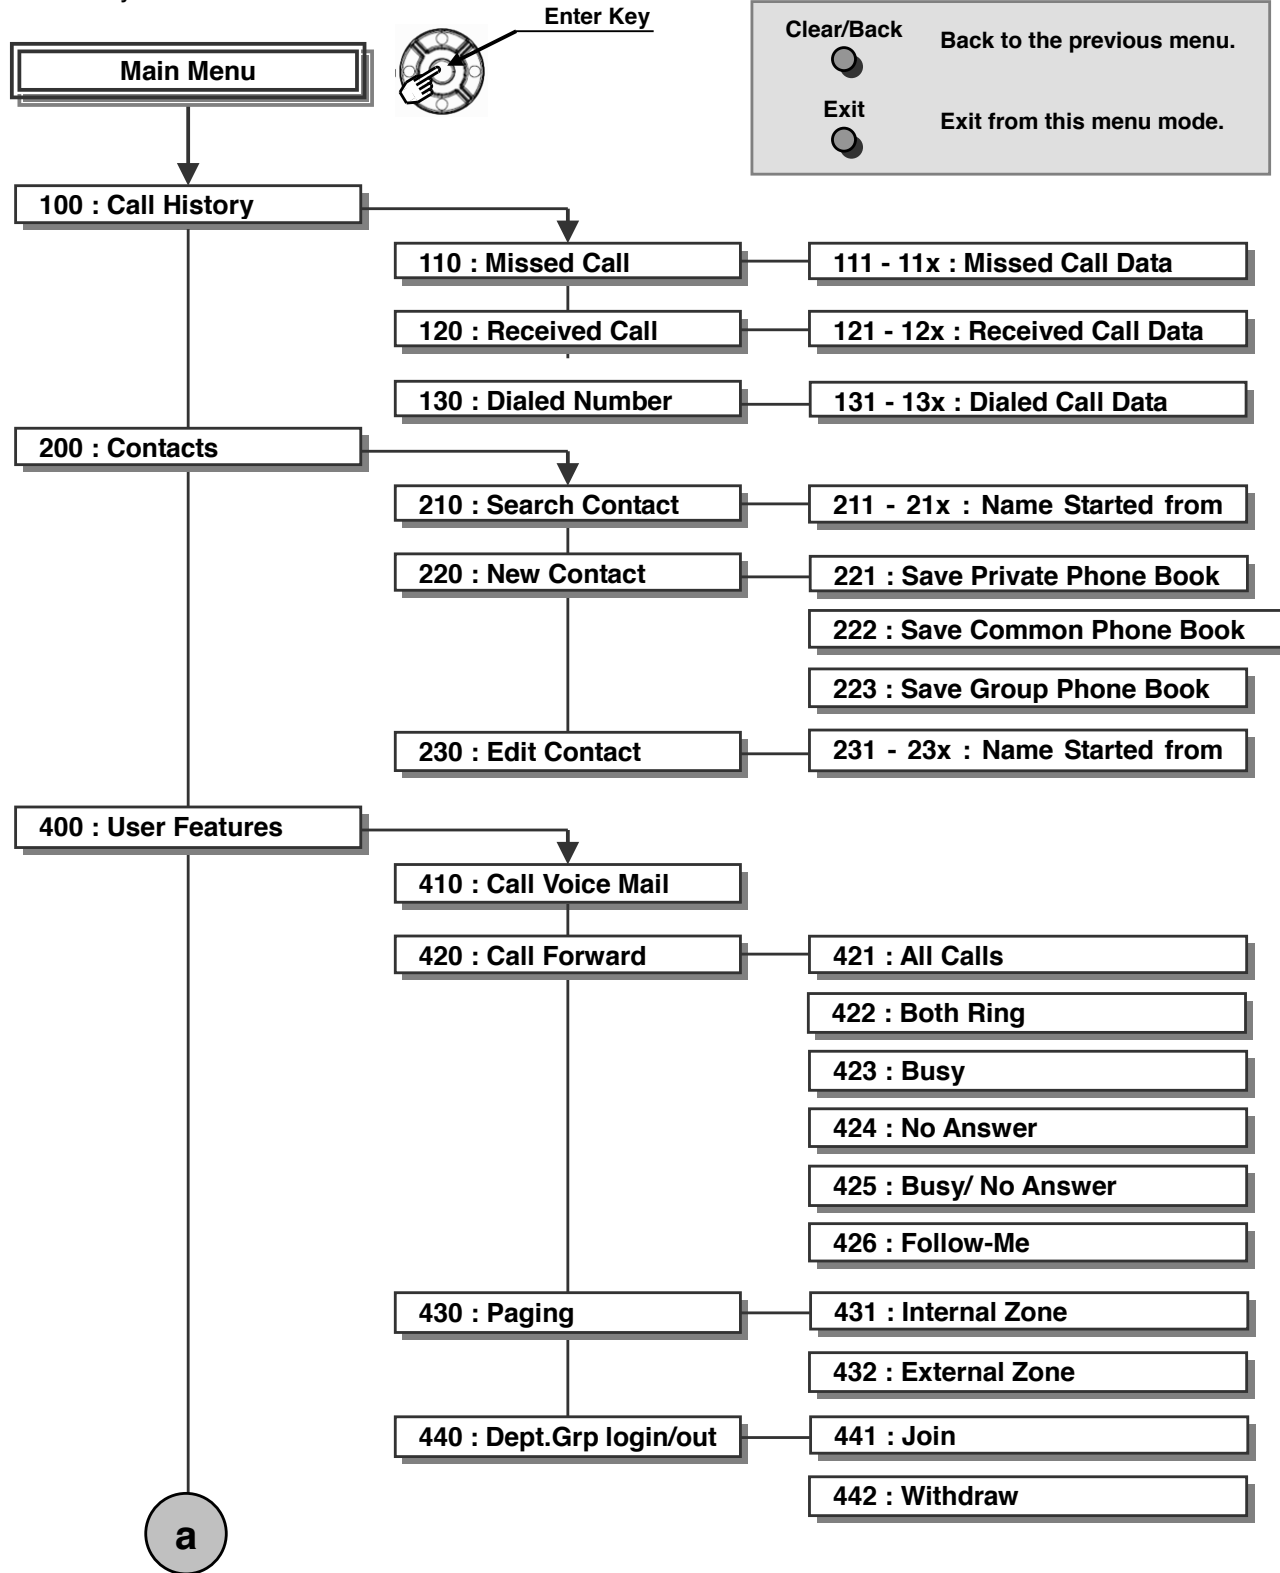 Enter Key
Clear/Back
Back to the previous menu.
Main Menu
Exit
Exit from this menu mode.
100 : Call History
110 : Missed Call
111 - 11x : Missed Call Data
120 : Received Call
121 - 12x : Received Call Data
130 : Dialed Number
131 - 13x : Dialed Call Data
200 : Contacts
210 : Search Contact
211 - 21x : Name Started from
220 : New Contact
221 : Save Private Phone Book
222 : Save Common Phone Book
223 : Save Group Phone Book
230 : Edit Contact
231 - 23x : Name Started from
400 : User Features
410 : Call Voice Mail
420 : Call Forward
421 : All Calls
422 : Both Ring
423 : Busy
424 : No Answer
425 : Busy/ No Answer
426 : Follow-Me
430 : Paging
431 : Internal Zone
432 : External Zone
440 : Dept.Grp login/out
441 : Join
442 : Withdraw
a